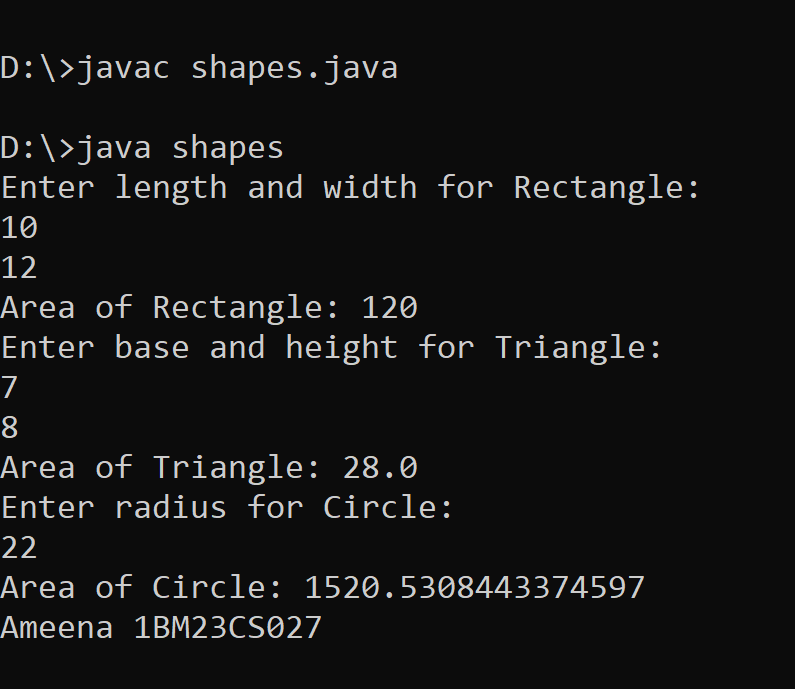 D:\>javac shapes.java
D:\>java shapes
Enter length and width for Rectangle:
10
12
Area of Rectangle: 120
Enter base and height for Triangle:
7
8
Area of Triangle: 28.0
Enter radius for Circle:
22
Area of Circle: 1520.5308443374597
Ameena 1BM23CS027